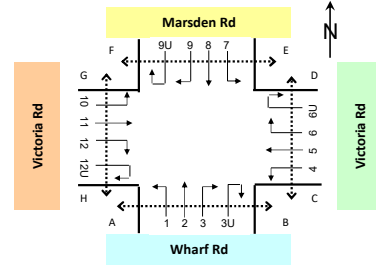 Marsden Rd
N
F
9U
9
8
7
E
G
D
10
11
12
12U
6U
6
5
4
Victoria Rd
Victoria Rd
H
C
A
1
2
3
3U
B
Wharf Rd